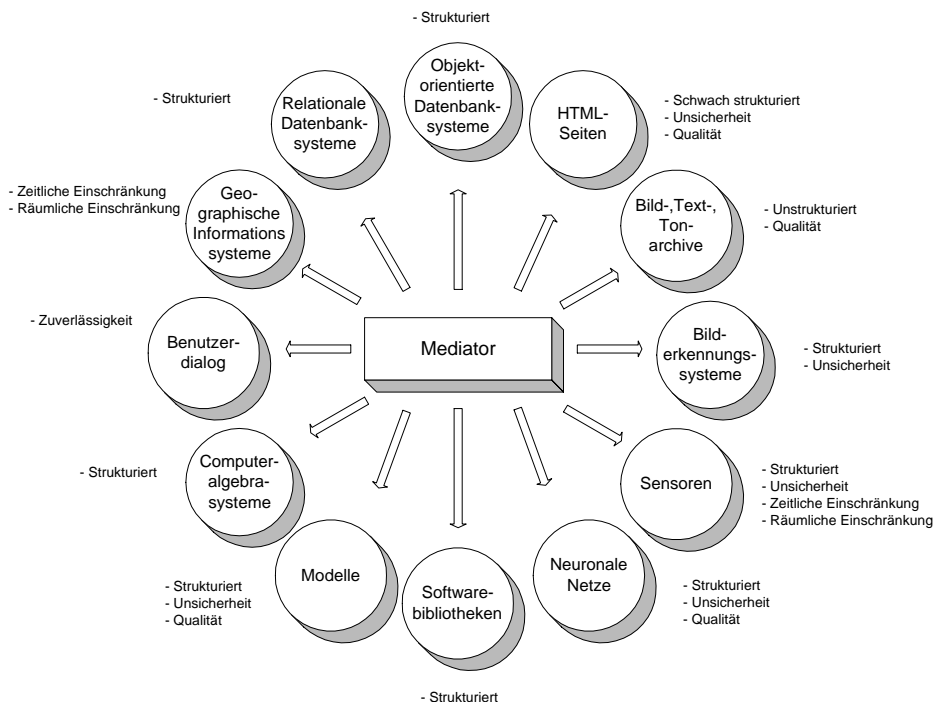 - Strukturiert
Objekt-
orientierte
Datenbank-
systeme
- Strukturiert
Relationale
Datenbank-
systeme
HTML-
Seiten
- Schwach strukturiert
- Unsicherheit
- Qualität
- Zeitliche Einschränkung
- Räumliche Einschränkung
Geo-
graphische
Informations
systeme
Bild-,Text-,
Ton-
archive
- Unstrukturiert
- Qualität
- Zuverlässigkeit
Benutzer-
dialog
Mediator
Bild-
erkennungs-
systeme
- Strukturiert
- Unsicherheit
- Strukturiert
Computer-
algebra-
systeme
Sensoren
- Strukturiert
- Unsicherheit
- Zeitliche Einschränkung
- Räumliche Einschränkung
- Strukturiert
- Unsicherheit
- Qualität
Modelle
Software-
bibliotheken
Neuronale
Netze
- Strukturiert
- Unsicherheit
- Qualität
- Strukturiert